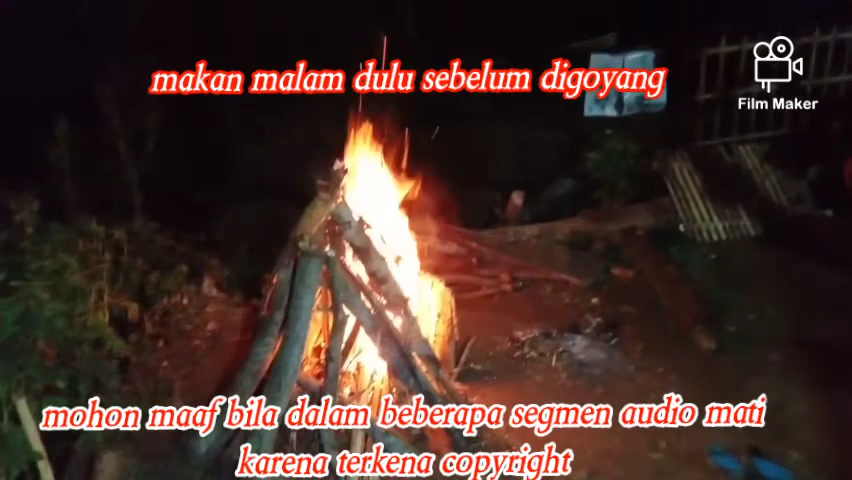 makan malam dulu sebelum digoyang
Film Maker
mohon maaf bila dalam beberapa segmen audio mati
karena terkena copyright